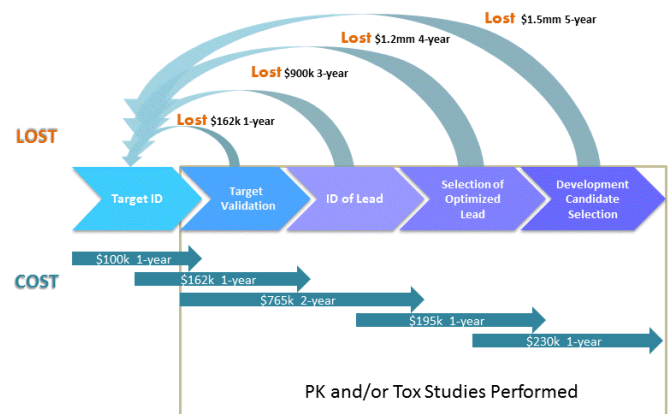 Lost $1.5mm 5-year
Lost $1.2mm 4-year
Lost $900k 3-year
LOST
Lost $162k 1-year
Target ID
Target
Validation
ID of Lead
Selection of
Optimized
Lead
Development
Candidate
Selection
COST
$100k 1-year
$162k 1-year
$765k 2-year
$195k 1-year
$230k 1-year
PK and/or Tox Studies Performed